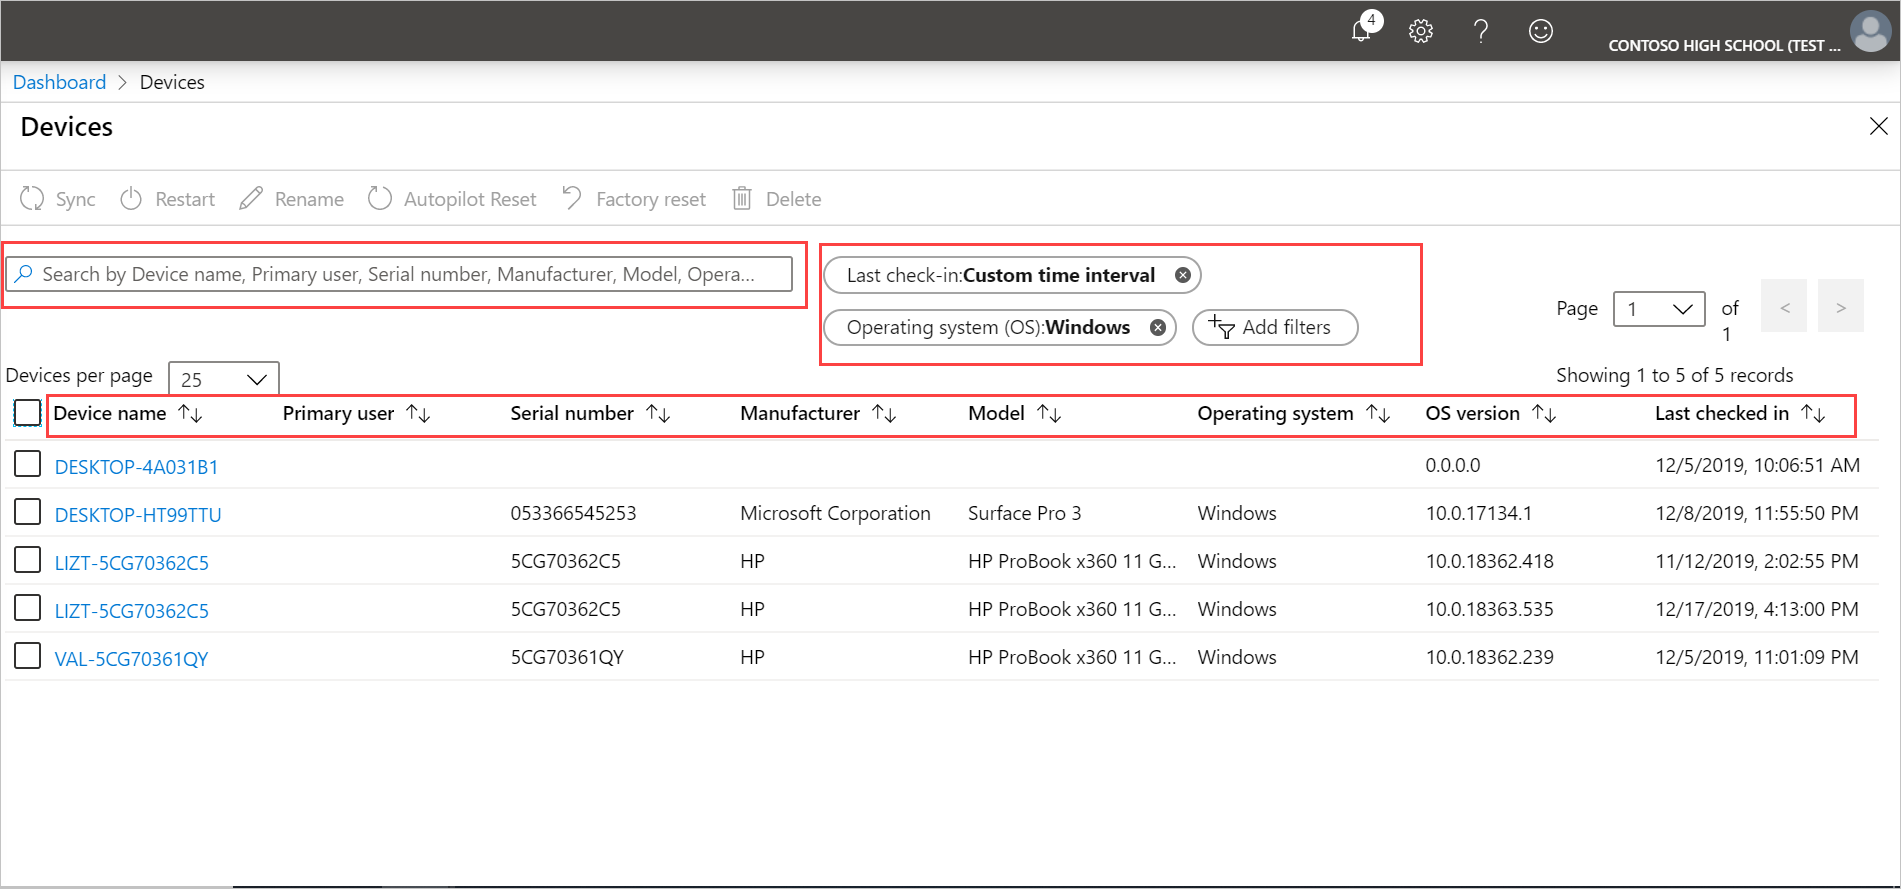 4
CONTOSO HIGH SCHOOL (TEST ...
Dashboard > Devices
Devices
Sync Restart Rename Autopilot Reset Factory reset Delete
Search by Device name, Primary user, Serial number, Manufacturer, Model, Opera...
Last check-in:Custom time interval
Operating system (OS):Windows Add filters
Page 1 of 1 < >
Devices per page 25
Showing 1 to 5 of 5 records
Device name Primary user Serial number Manufacturer Model Operating system OS version Last checked in
DESKTOP-4A031B1 0.0.0.0 12/5/2019, 10:06:51 AM
DESKTOP-HT99TTU 053366545253 Microsoft Corporation Surface Pro 3 Windows 10.0.17134.1 12/8/2019, 11:55:50 PM
LIZT-5CG70362C5 5CG70362C5 HP HP ProBook x360 11 G... Windows 10.0.18362.418 11/12/2019, 2:02:55 PM
LIZT-5CG70362C5 5CG70362C5 HP HP ProBook x360 11 G... Windows 10.0.18363.535 12/17/2019, 4:13:00 PM
VAL-5CG70361QY 5CG70361QY HP HP ProBook x360 11 G... Windows 10.0.18362.239 12/5/2019, 11:01:09 PM